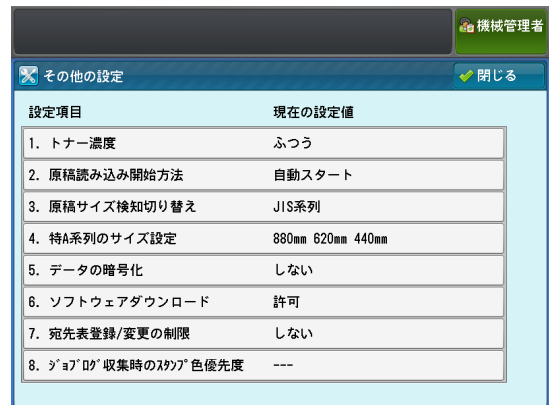 機械管理者
その他の設定
閉じる
設定項目 現在の設定値
1. トナー濃度 ふつう
2. 原稿読み込み開始方法 自動スタート
3. 原稿サイズ検知切り替え JIS系列
4. 特A系列のサイズ設定 880mm 620mm 440mm
5. データの暗号化 しない
6. ソフトウェアダウンロード 許可
7. 宛先表登録/変更の制限 しない
8. ジョブログ収集時のスタンプ色優先度 ---